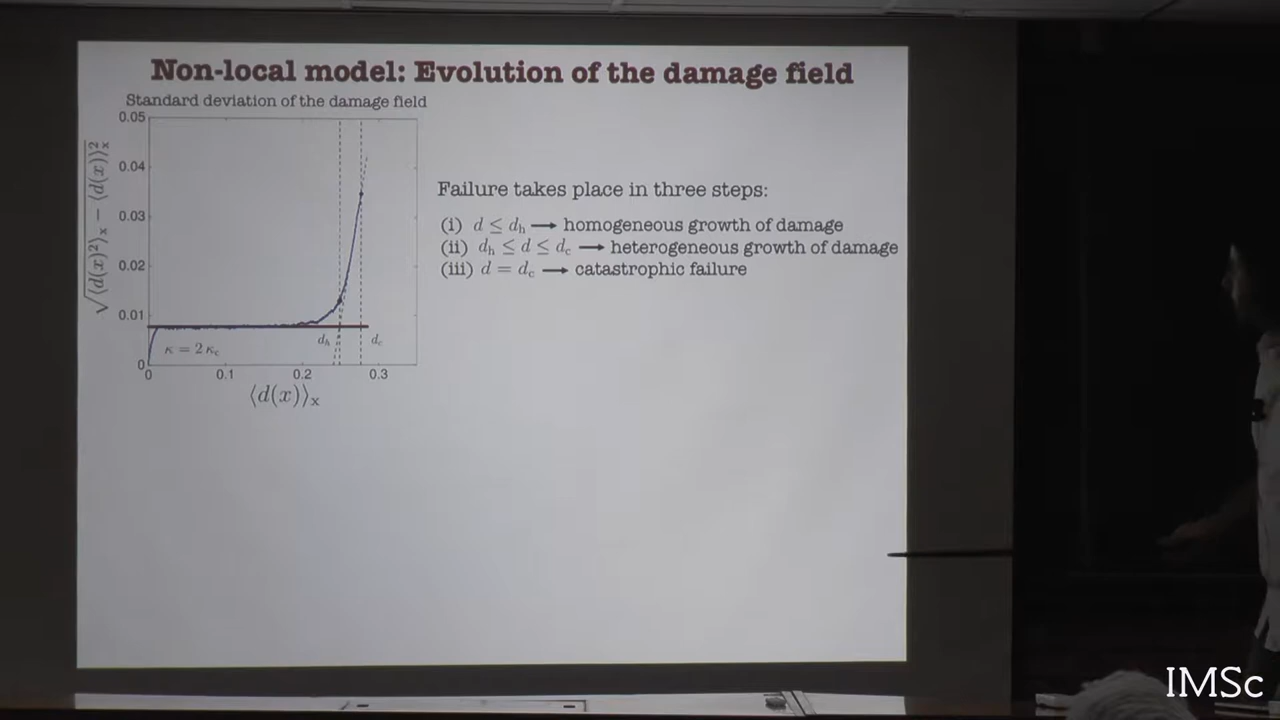 Non-local model: Evolution of the damage field
Standard deviation of the damage field
√⟨d(x)²⟩ₓ − ⟨d(x)⟩ₓ²
0.05
0.04
0.03
0.02
0.01
0
κ = 2 κ_c
d_h
d_c
0 0.1 0.2 0.3
⟨d(x)⟩ₓ
Failure takes place in three steps:
(i) d ≤ d_h → homogeneous growth of damage
(ii) d_h ≤ d ≤ d_c → heterogeneous growth of damage
(iii) d = d_c → catastrophic failure
IMSc